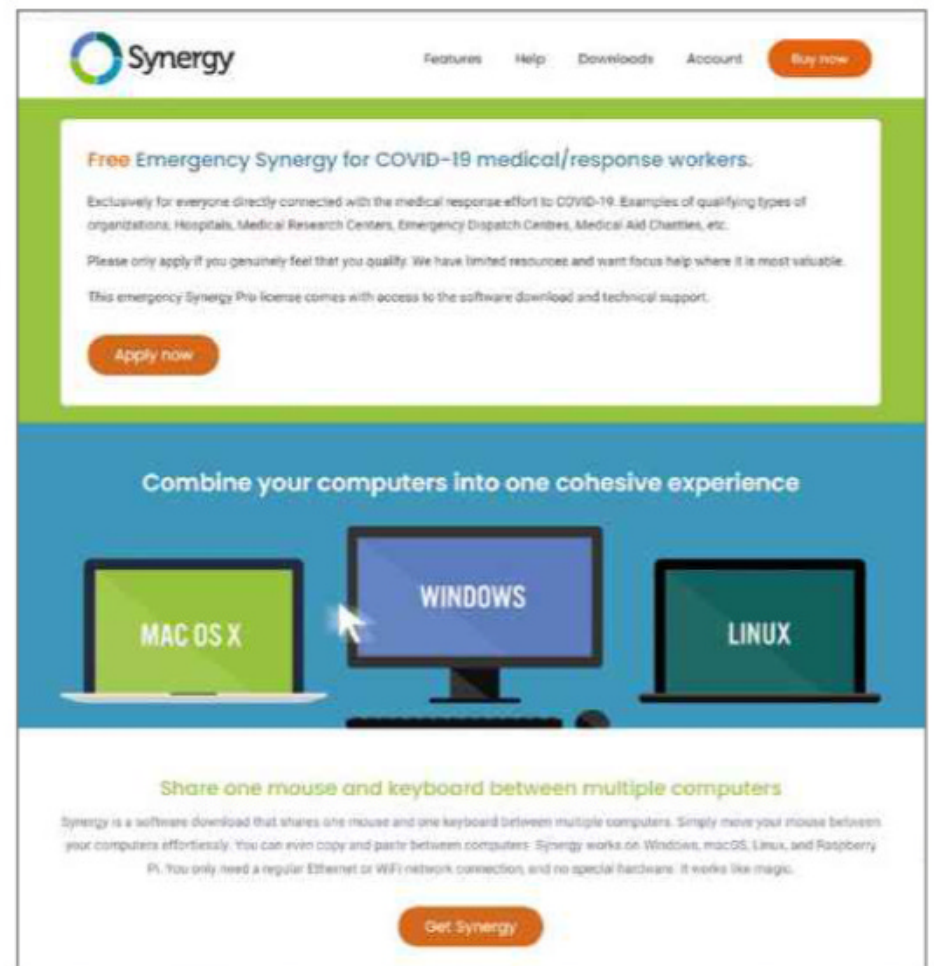 Synergy
Features Help Downloads Account Buy now
Free Emergency Synergy for COVID-19 medical/response workers.
Exclusively for everyone directly connected with the medical response effort to COVID-19. Examples of qualifying types of
organizations; Hospitals, Medical Research Centers, Emergency Dispatch Centres, Medical Aid Charities, etc.
Please only apply if you genuinely feel that you qualify. We have limited resources and want focus help where it is most valuable.
This emergency Synergy Pro license comes with access to the software download and technical support.
Apply now
Combine your computers into one cohesive experience
MAC OS X
WINDOWS
LINUX
Share one mouse and keyboard between multiple computers
Synergy is a software download that shares one mouse and one keyboard between multiple computers. Simply move your mouse between
your computers effortlessly. You can even copy and paste between computers. Synergy works on Windows, macOS, Linux, and Raspberry
Pi. You only need a regular Ethernet or WiFi network connection, and no special hardware. It works like magic.
Get Synergy